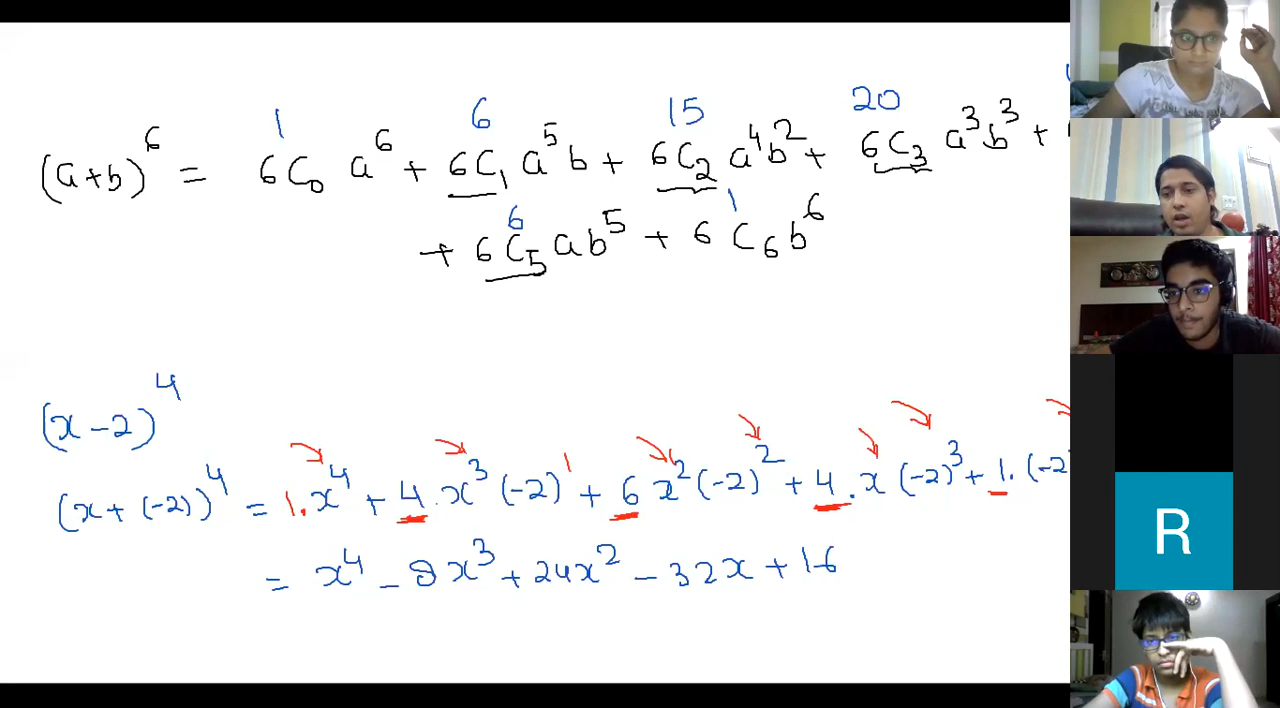 1 6 15 20
(a+b)^6 = 6C₀ a^6 + 6C₁ a^5 b + 6C₂ a^4 b^2 + 6C₃ a^3 b^3 +
6 1
+ 6C₅ ab^5 + 6C₆ b^6
(x-2)^4
(x+(-2))^4 = 1.x^4 + 4.x^3 (-2)^1 + 6 x^2 (-2)^2 + 4.x (-2)^3 + 1.(-2
= x^4 - 8x^3 + 24x^2 - 32x + 16
R